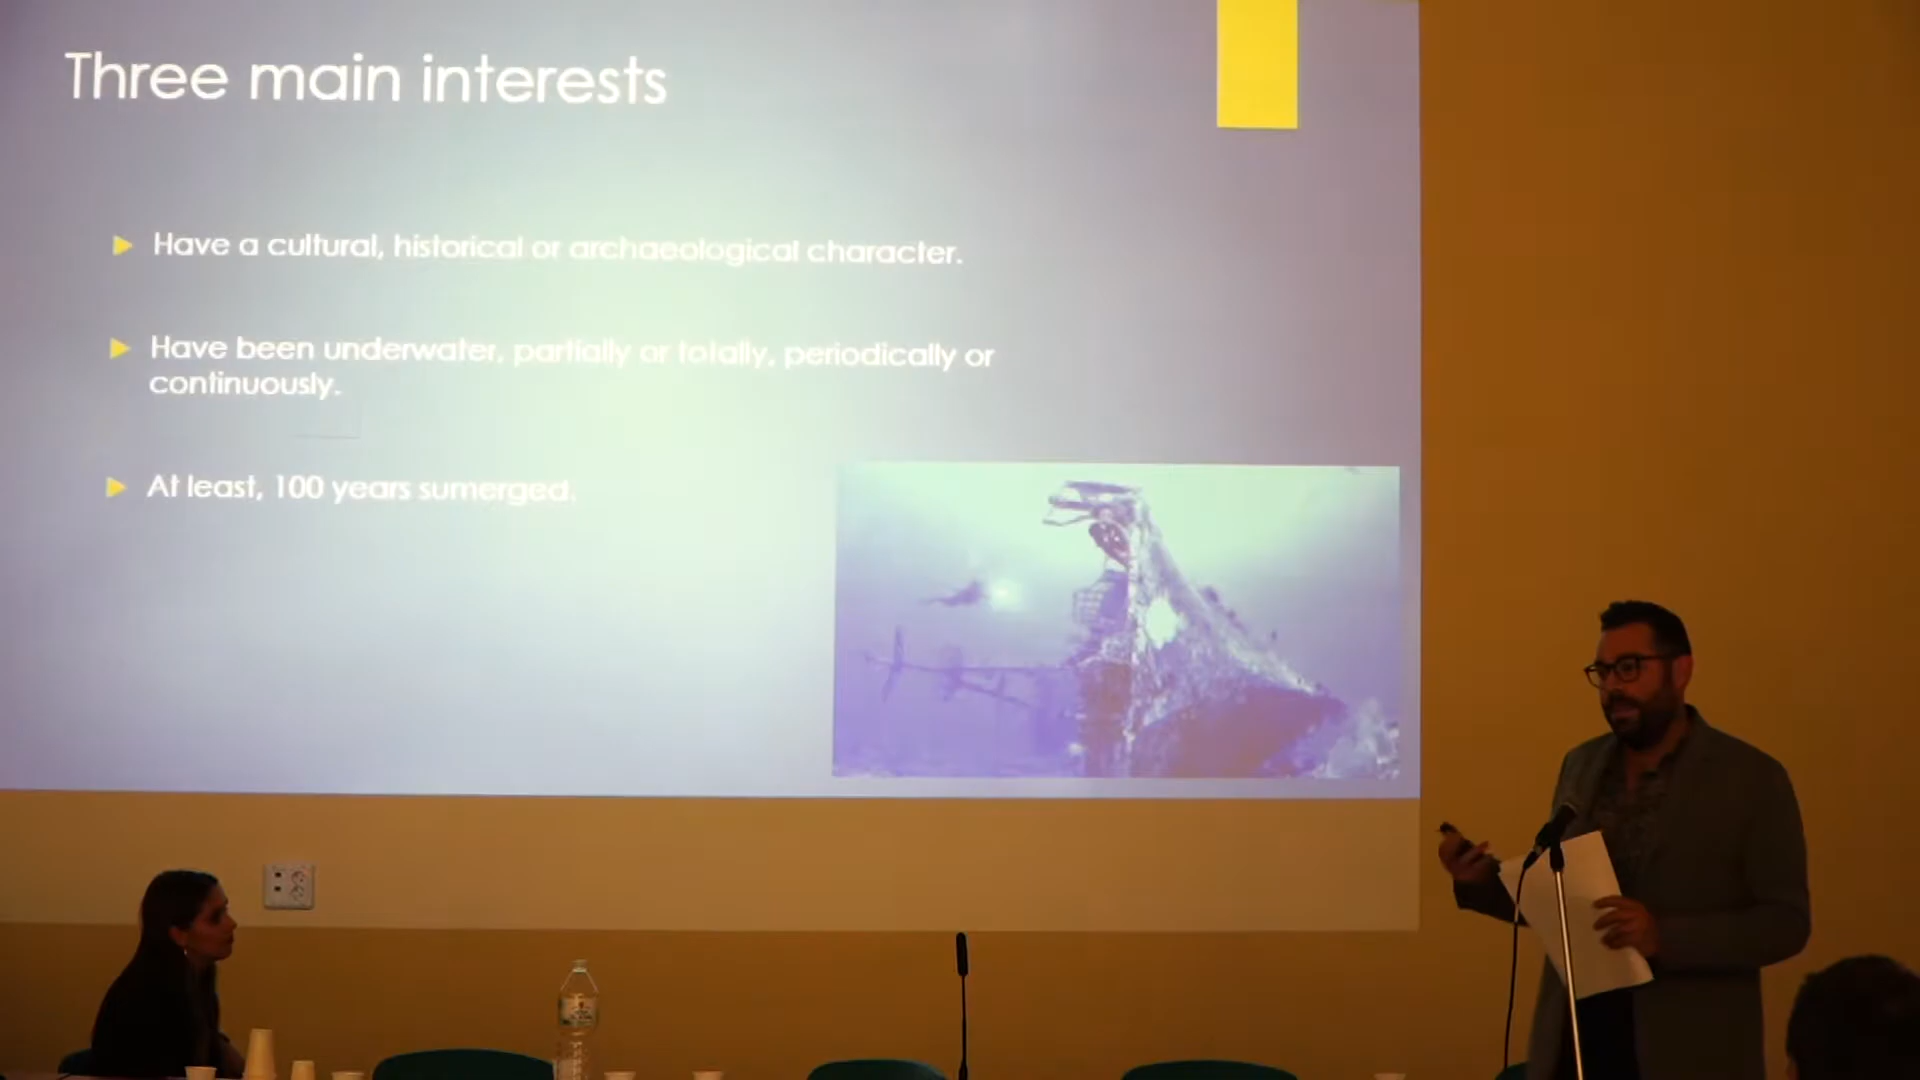 Three main interests
Have a cultural, historical or archaeological character.
Have been underwater, partially or totally, periodically or
continuously.
At least, 100 years sumerged.